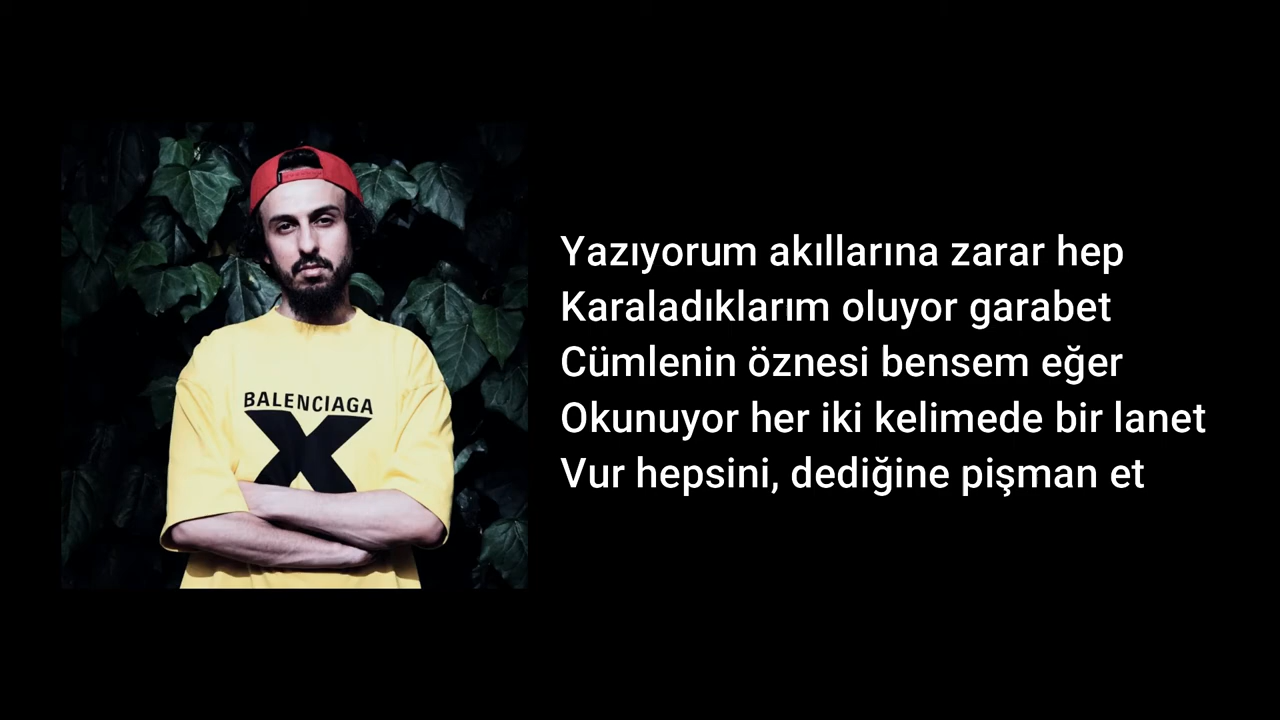 BALENCIAGA
X
Yazıyorum akıllarına zarar hep
Karaladıklarım oluyor garabet
Cümlenin öznesi bensem eğer
Okunuyor her iki kelimede bir lanet
Vur hepsini, dediğine pişman et